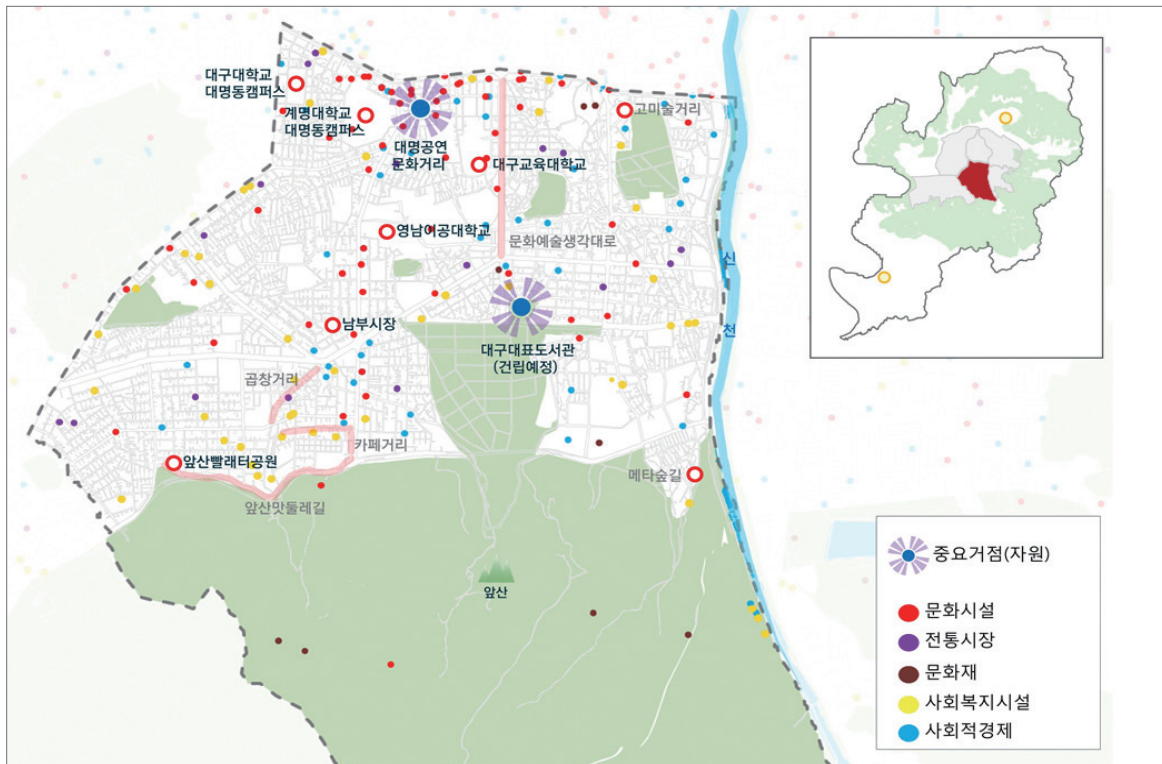 대구대학교
대명동캠퍼스
계명대학교
대명동캠퍼스
대명공연
문화거리
고미술거리
대구교육대학교
영남이공대학교
문화예술생각대로
신
천
남부시장
대구대표도서관
(건립예정)
곱창거리
카페거리
앞산빨래터공원
앞산맛둘레길
메타숲길
앞산
중요거점(자원)
문화시설
전통시장
문화재
사회복지시설
사회적경제